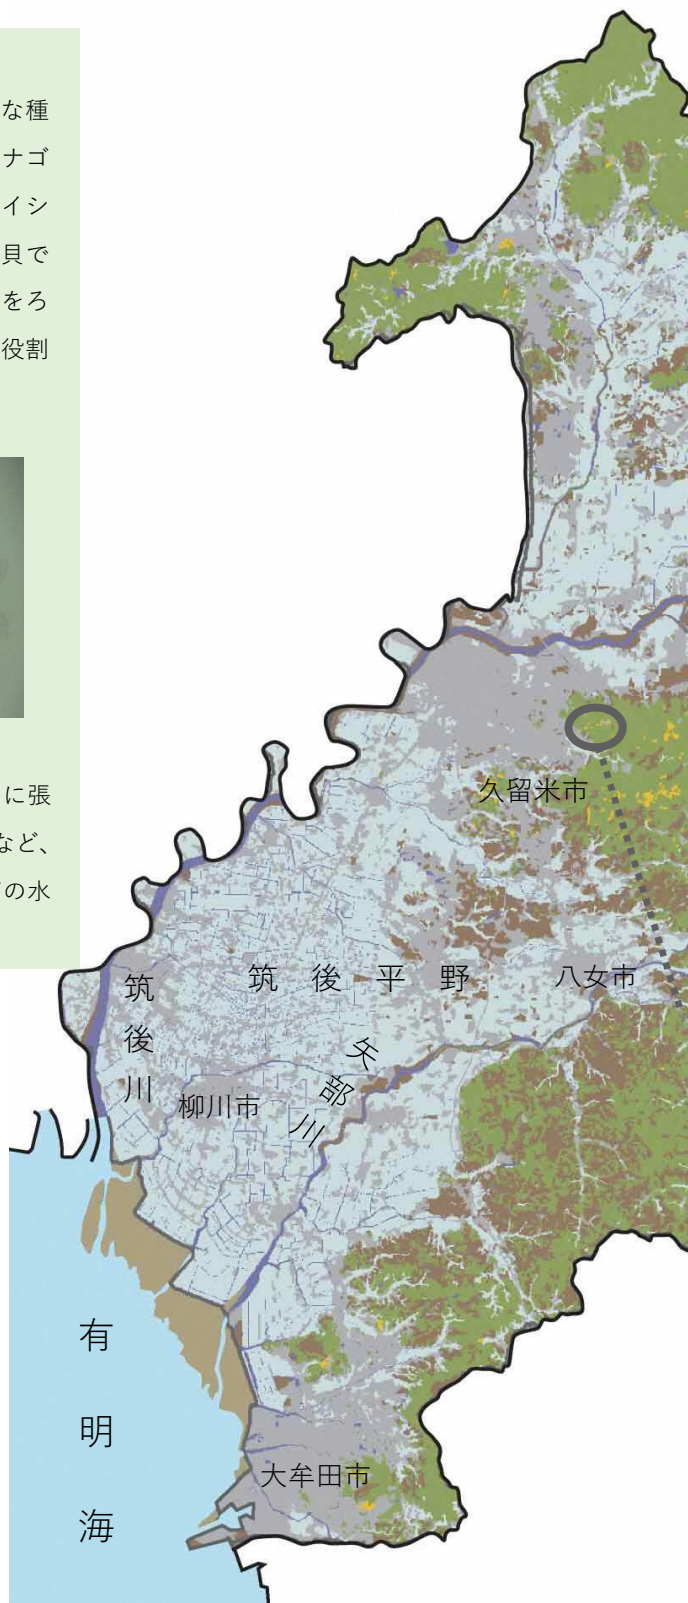 な種
ナゴ
イシ
貝で
をろ
役割
に張
など、
の水
久留米市
筑後平野
八女市
筑後川
矢部川
柳川市
有明海
大牟田市